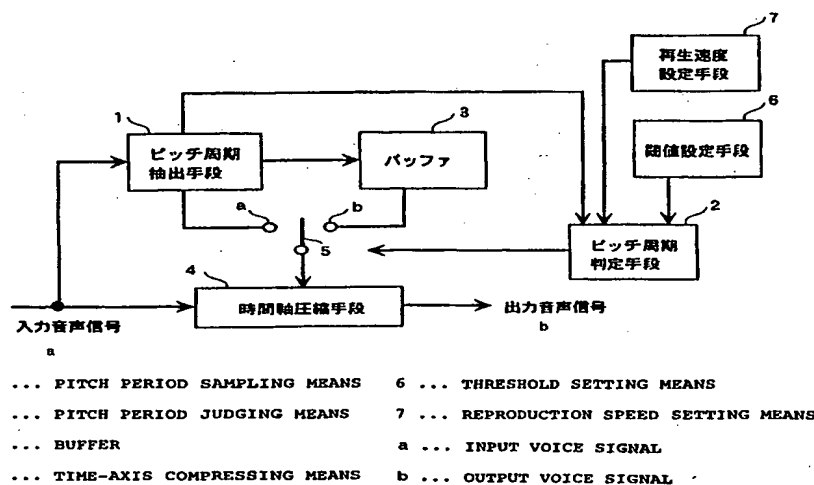 7
再生速度
設定手段
1
3
6
ピッチ周期
抽出手段
バッファ
閾値設定手段
a
b
2
5
ピッチ周期
判定手段
4
時間軸圧縮手段
入力音声信号
a
出力音声信号
b
... PITCH PERIOD SAMPLING MEANS
6 ... THRESHOLD SETTING MEANS
... PITCH PERIOD JUDGING MEANS
7 ... REPRODUCTION SPEED SETTING MEANS
... BUFFER
a ... INPUT VOICE SIGNAL
... TIME-AXIS COMPRESSING MEANS
b ... OUTPUT VOICE SIGNAL